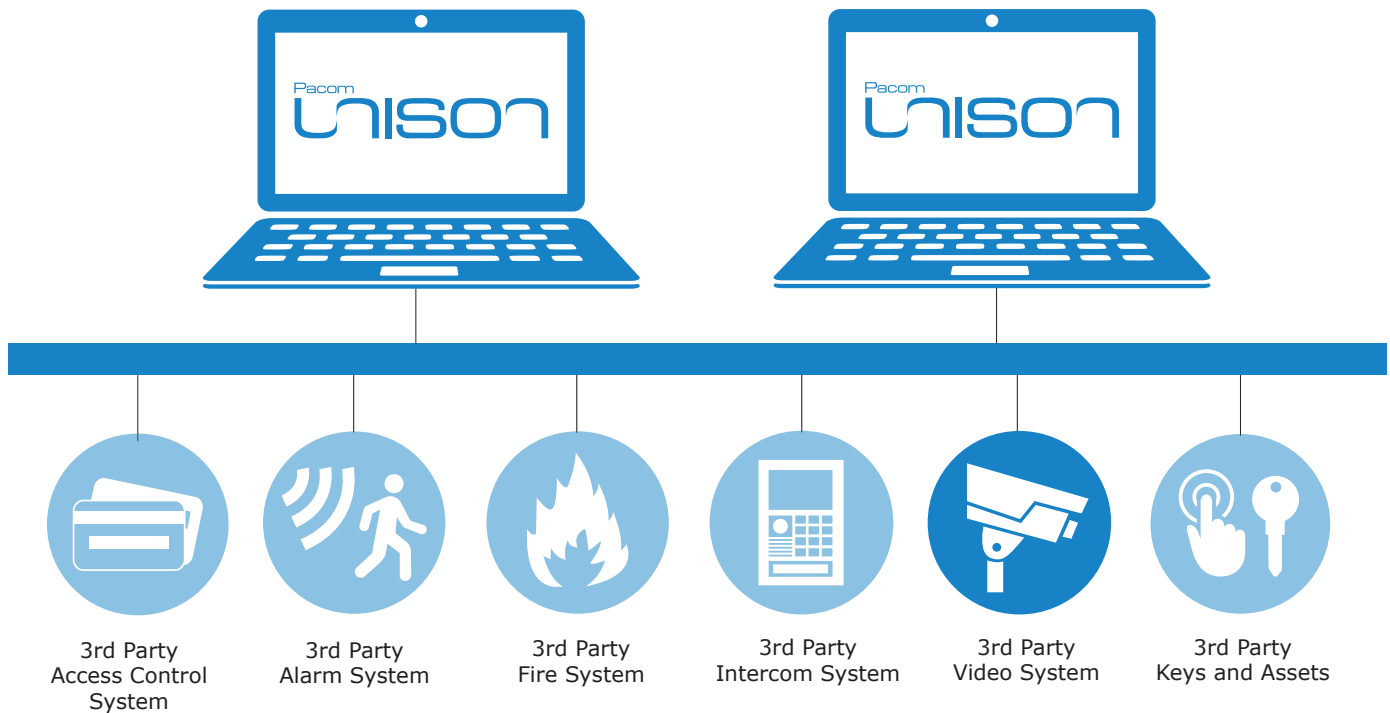 Pacom
UNISON
Pacom
UNISON
3rd Party
Access Control
System
3rd Party
Alarm System
3rd Party
Fire System
3rd Party
Intercom System
3rd Party
Video System
3rd Party
Keys and Assets